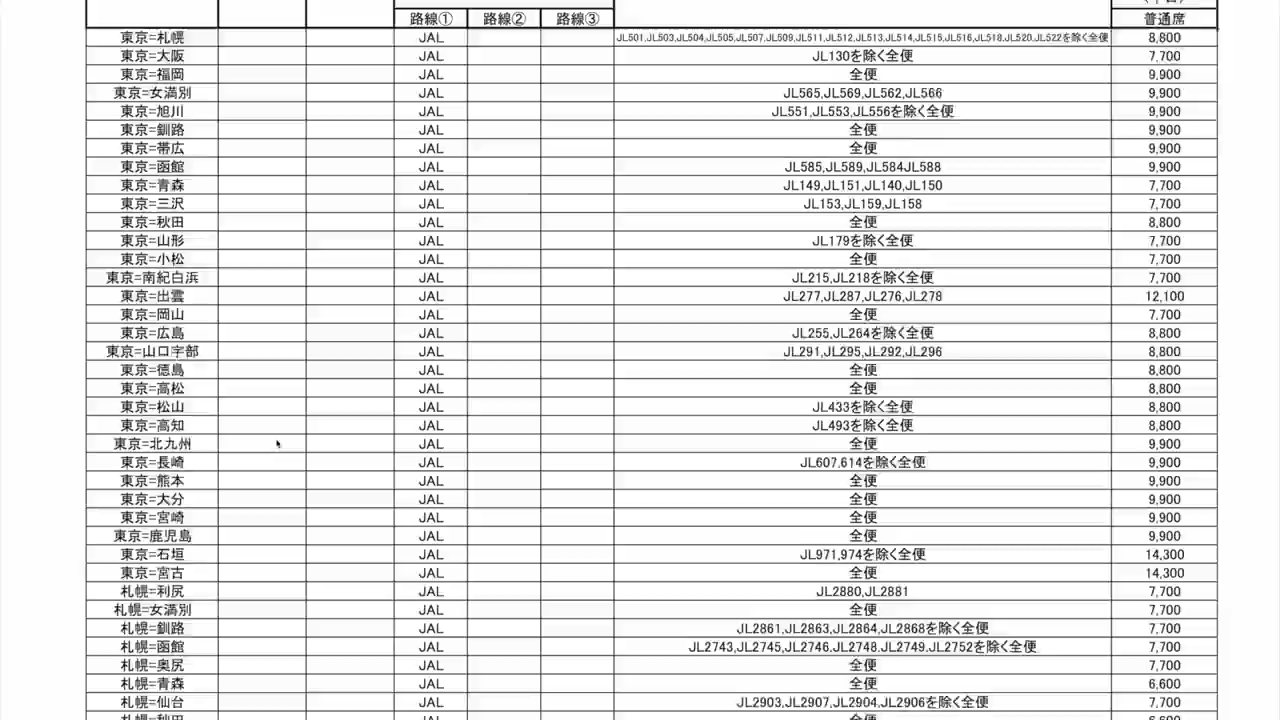 路線① 路線② 路線③ 普通席
東京=札幌 JAL JL501,JL503,JL504,JL505,JL507,JL509,JL511,JL512,JL513,JL514,JL515,JL516,JL518,JL520,JL522を除く全便 8,800
東京=大阪 JAL JL130を除く全便 7,700
東京=福岡 JAL 全便 9,900
東京=女満別 JAL JL565,JL569,JL562,JL566 9,900
東京=旭川 JAL JL551,JL553,JL556を除く全便 9,900
東京=釧路 JAL 全便 9,900
東京=帯広 JAL 全便 9,900
東京=函館 JAL JL585,JL589,JL584JL588 9,900
東京=青森 JAL JL149,JL151,JL140,JL150 7,700
東京=三沢 JAL JL153,JL159,JL158 7,700
東京=秋田 JAL 全便 8,800
東京=山形 JAL JL179を除く全便 7,700
東京=小松 JAL 全便 7,700
東京=南紀白浜 JAL JL215,JL218を除く全便 7,700
東京=出雲 JAL JL277,JL287,JL276,JL278 12,100
東京=岡山 JAL 全便 7,700
東京=広島 JAL JL255,JL264を除く全便 8,800
東京=山口宇部 JAL JL291,JL295,JL292,JL296 8,800
東京=徳島 JAL 全便 8,800
東京=高松 JAL 全便 8,800
東京=松山 JAL JL433を除く全便 8,800
東京=高知 JAL JL493を除く全便 8,800
東京=北九州 JAL 全便 9,900
東京=長崎 JAL JL607.614を除く全便 9,900
東京=熊本 JAL 全便 9,900
東京=大分 JAL 全便 9,900
東京=宮崎 JAL 全便 9,900
東京=鹿児島 JAL 全便 9,900
東京=石垣 JAL JL971,974を除く全便 14,300
東京=宮古 JAL 全便 14,300
札幌=利尻 JAL JL2880,JL2881 7,700
札幌=女満別 JAL 全便 7,700
札幌=釧路 JAL JL2861,JL2863,JL2864,JL2868を除く全便 7,700
札幌=函館 JAL JL2743,JL2745,JL2746.JL2748.JL2749.JL2752を除く全便 7,700
札幌=奥尻 JAL 全便 7,700
札幌=青森 JAL 全便 6,600
札幌=仙台 JAL JL2903,JL2907,JL2904,JL2906を除く全便 7,700
札幌=秋田 JAL 全便 6,600